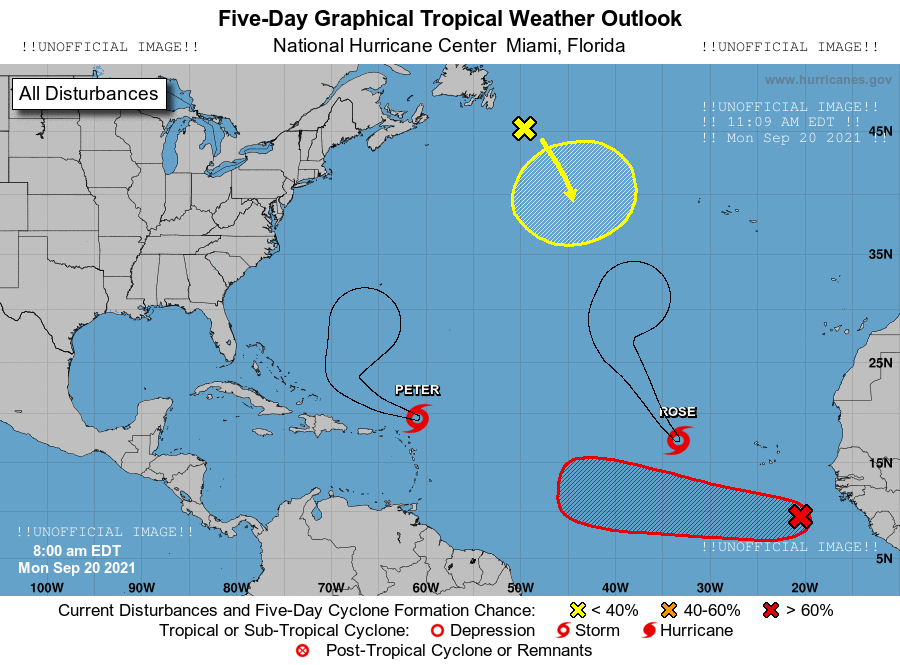 Five-Day Graphical Tropical Weather Outlook
!!UNOFFICIAL IMAGE!! National Hurricane Center Miami, Florida !!UNOFFICIAL IMAGE!!
www.hurricanes.gov
All Disturbances
!!UNOFFICIAL IMAGE!!
!! 11:09 AM EDT !!
!! Mon Sep 20 2021 !!
45N
35N
25N
PETER
ROSE
15N
!!UNOFFICIAL IMAGE!!
8:00 am EDT
!!UNOFFICIAL IMAGE!!
5N
Mon Sep 20 2021
100W 90W 80W 70W 60W 50W 40W 30W 20W
Current Disturbances and Five-Day Cyclone Formation Chance: < 40% 40-60% > 60%
Tropical or Sub-Tropical Cyclone: Depression Storm Hurricane
Post-Tropical Cyclone or Remnants